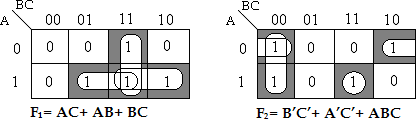 BC BC
A 00 01 11 10 A 00 01 11 10
0 0 0 1 0 0 1 0 0 1
1 0 1 1 1 1 1 0 1 0
F₁= AC+ AB+ BC F₂= B′C′+ A′C′+ ABC